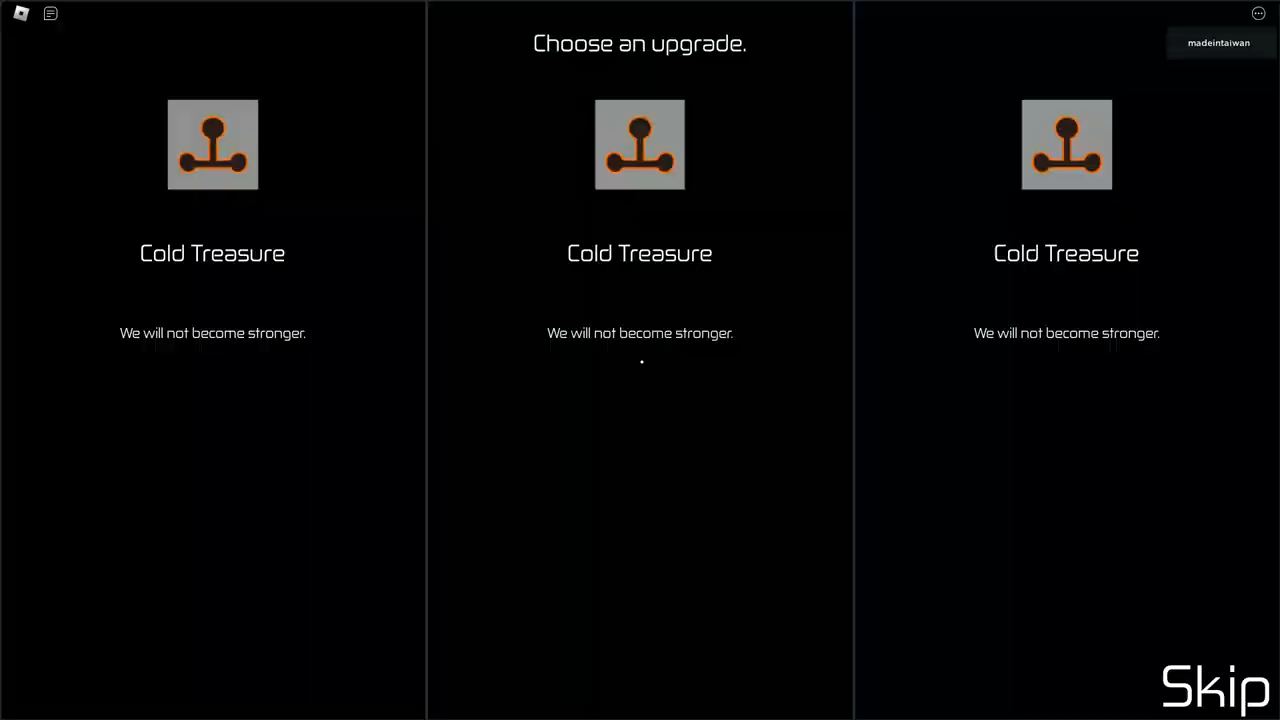 Choose an upgrade.
madeintaiwan
Cold Treasure
Cold Treasure
Cold Treasure
We will not become stronger.
We will not become stronger.
We will not become stronger.
Skip